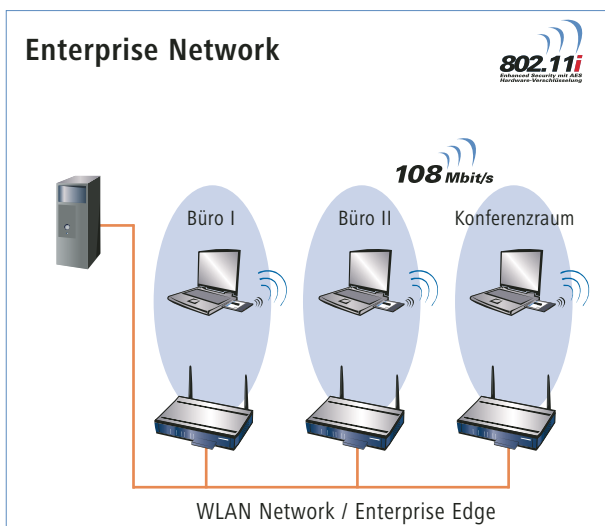 Enterprise Network
802.11i
Enhanced Security mit AES
Hardware-Verschlüsselung
108 Mbit/s
Büro I
Büro II
Konferenzraum
WLAN Network / Enterprise Edge